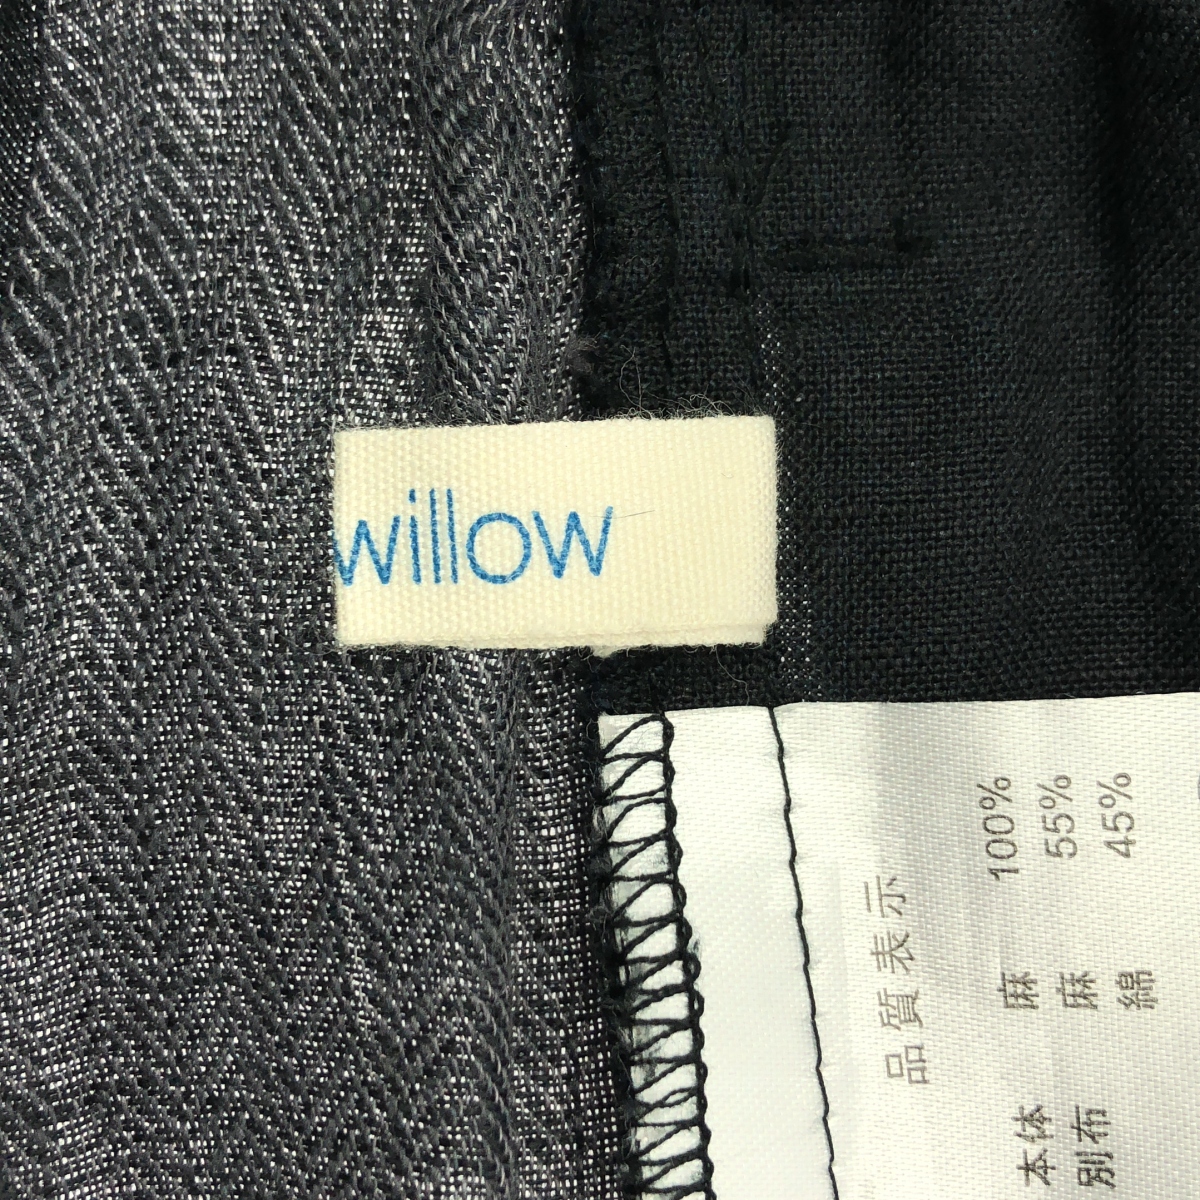 willow
品質表示
本体 麻 100%
別布 麻 55%
綿 45%